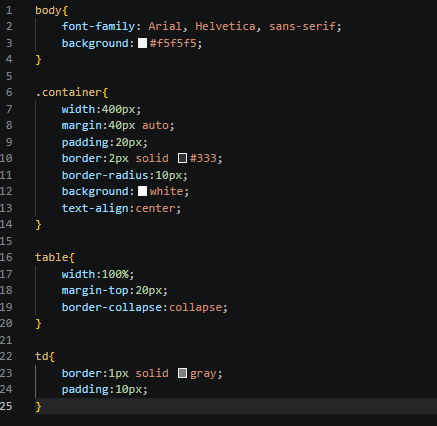 1 body{
2     font-family: Arial, Helvetica, sans-serif;
3     background:#f5f5f5;
4 }
5
6 .container{
7     width:400px;
8     margin:40px auto;
9     padding:20px;
10     border:2px solid #333;
11     border-radius:10px;
12     background:white;
13     text-align:center;
14 }
15
16 table{
17     width:100%;
18     margin-top:20px;
19     border-collapse:collapse;
20 }
21
22 td{
23     border:1px solid gray;
24     padding:10px;
25 }